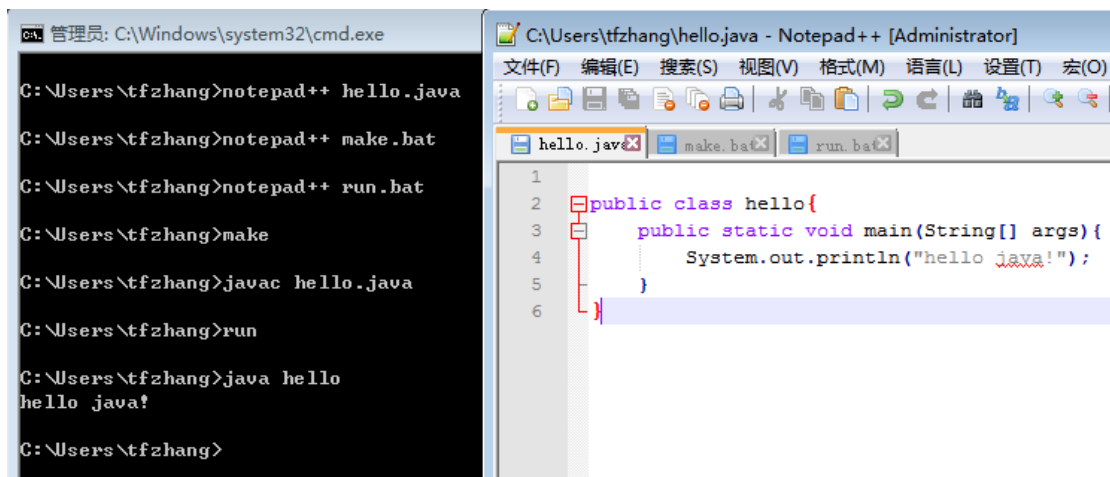 管理员: C:\Windows\system32\cmd.exe
C:\Users\tfzhang>notepad++ hello.java
C:\Users\tfzhang>notepad++ make.bat
C:\Users\tfzhang>notepad++ run.bat
C:\Users\tfzhang>make
C:\Users\tfzhang>javac hello.java
C:\Users\tfzhang>run
C:\Users\tfzhang>java hello
hello java!
C:\Users\tfzhang>
C:\Users\tfzhang\hello.java - Notepad++ [Administrator]
文件(F) 编辑(E) 搜索(S) 视图(V) 格式(M) 语言(L) 设置(T) 宏(O)
hello.java make.bat run.bat
1
2 public class hello{
3 public static void main(String[] args){
4 System.out.println("hello java!");
5 }
6 }